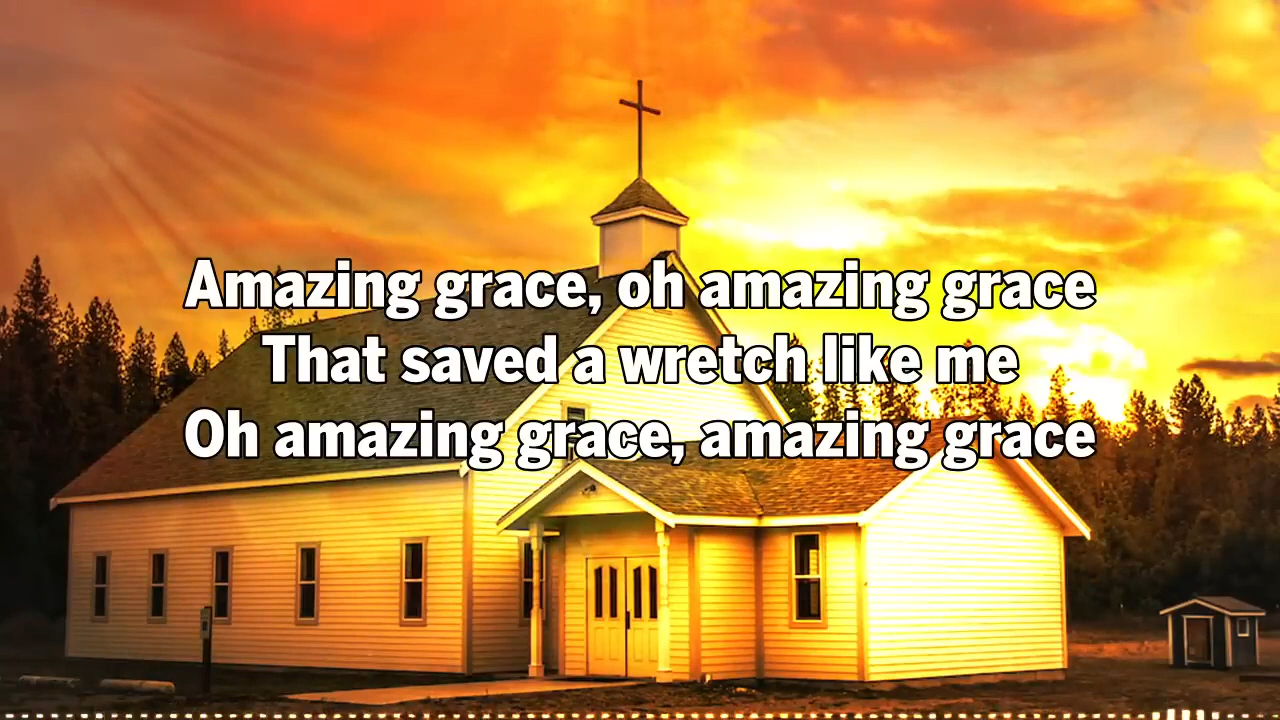 Amazing grace, oh amazing grace
That saved a wretch like me
Oh amazing grace, amazing grace